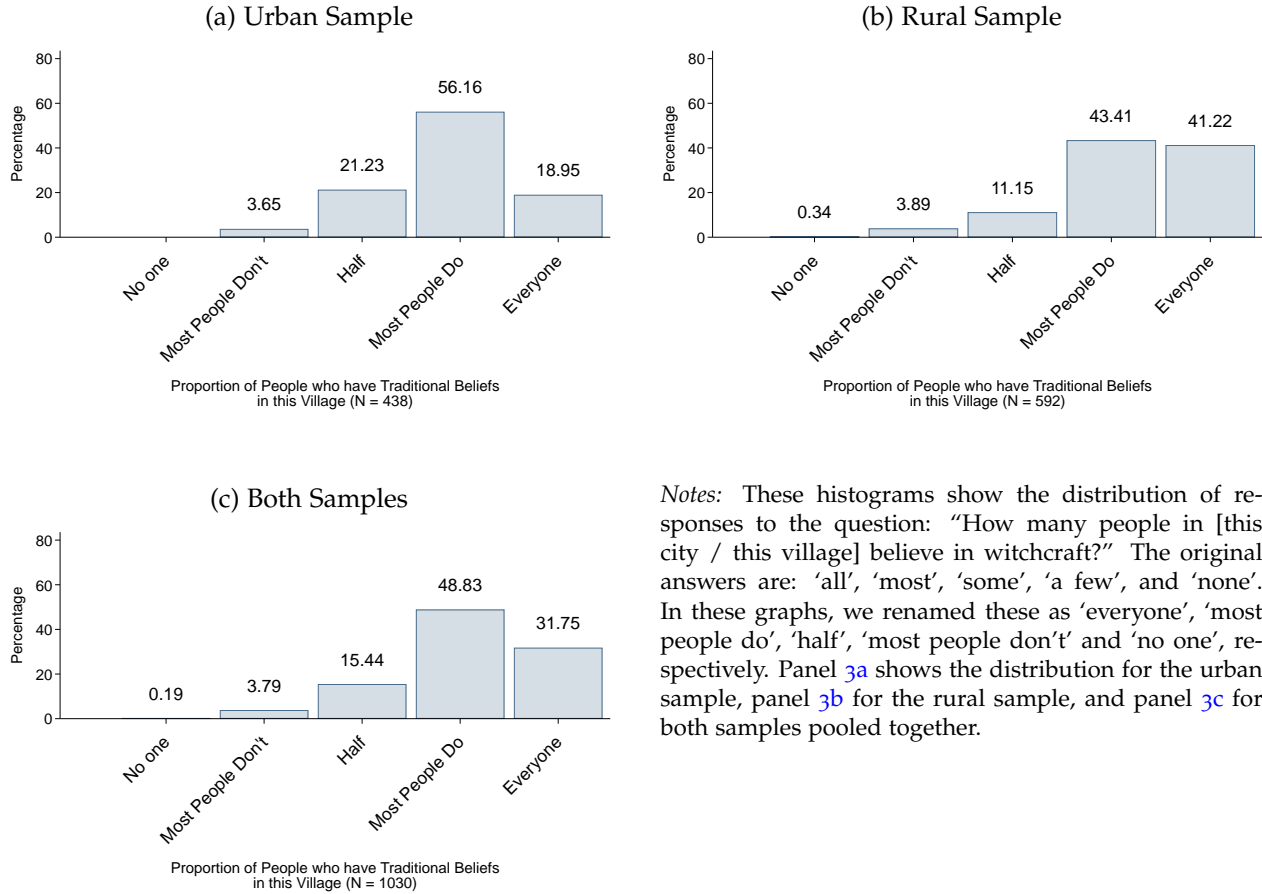 (a) Urban Sample
80
60
40
20
0
Percentage
3.65
21.23
56.16
18.95
No one
Most People Don't
Half
Most People Do
Everyone
Proportion of People who have Traditional Beliefs
in this Village (N = 438)
(b) Rural Sample
80
60
40
20
0
Percentage
0.34
3.89
11.15
43.41
41.22
No one
Most People Don't
Half
Most People Do
Everyone
Proportion of People who have Traditional Beliefs
in this Village (N = 592)
(c) Both Samples
80
60
40
20
0
Percentage
0.19
3.79
15.44
48.83
31.75
No one
Most People Don't
Half
Most People Do
Everyone
Proportion of People who have Traditional Beliefs
in this Village (N = 1030)
Notes: These histograms show the distribution of re-
sponses to the question: “How many people in [this
city / this village] believe in witchcraft?” The original
answers are: ‘all’, ‘most’, ‘some’, ‘a few’, and ‘none’.
In these graphs, we renamed these as ‘everyone’, ‘most
people do’, ‘half’, ‘most people don’t’ and ‘no one’, re-
spectively. Panel 3a shows the distribution for the urban
sample, panel 3b for the rural sample, and panel 3c for
both samples pooled together.